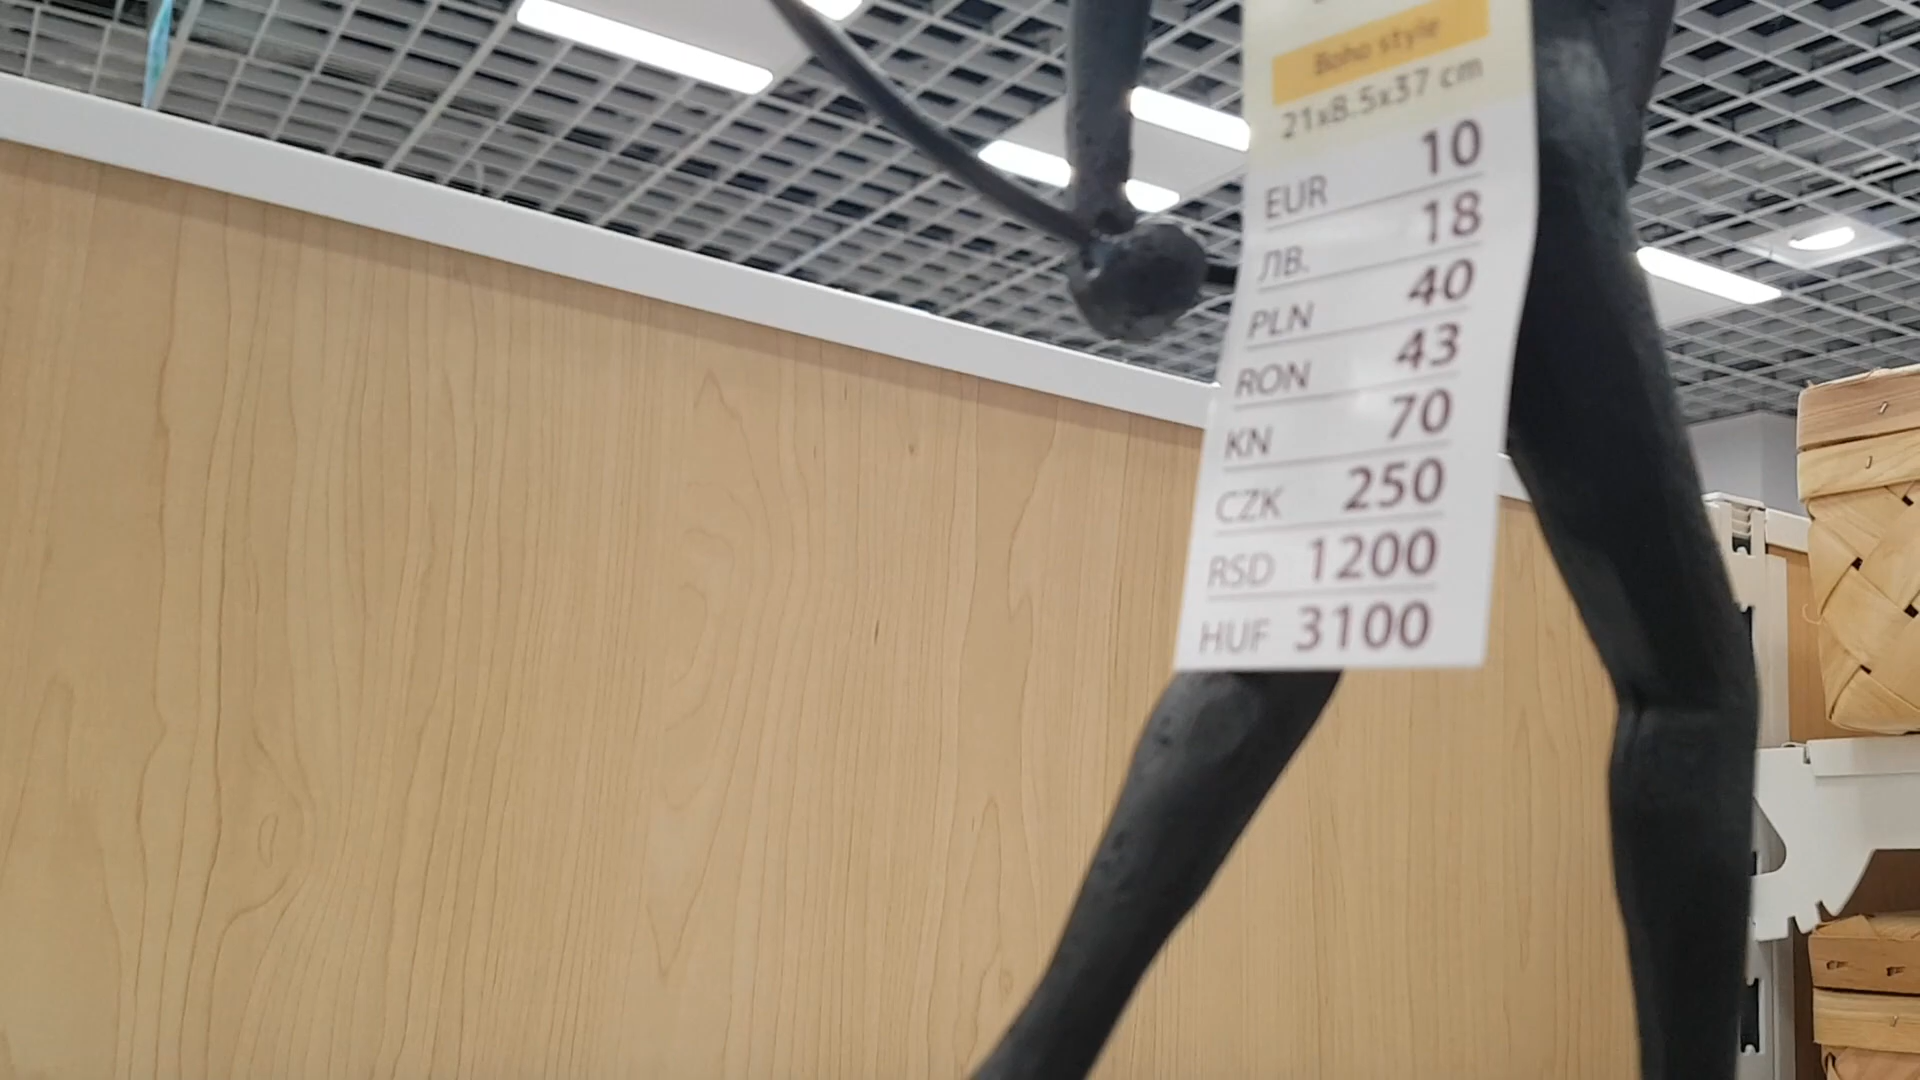 Boho style
21x8.5x37 cm
EUR 10
ЛВ. 18
PLN 40
RON 43
KN 70
CZK 250
RSD 1200
HUF 3100